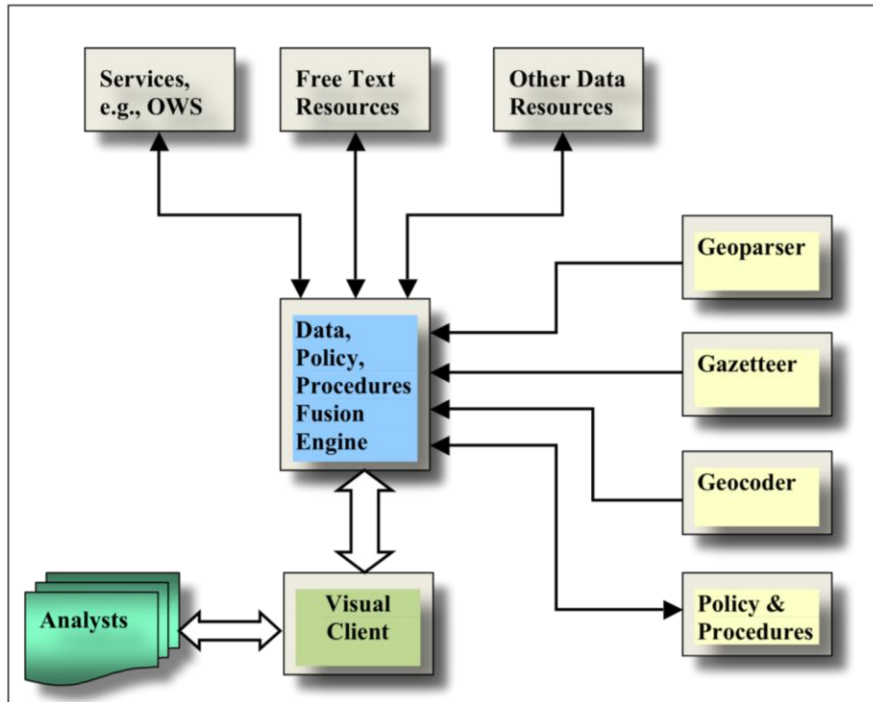 Services,
e.g., OWS
Free Text
Resources
Other Data
Resources
Geoparser
Data,
Policy,
Procedures
Fusion
Engine
Gazetteer
Geocoder
Policy &
Procedures
Visual
Client
Analysts